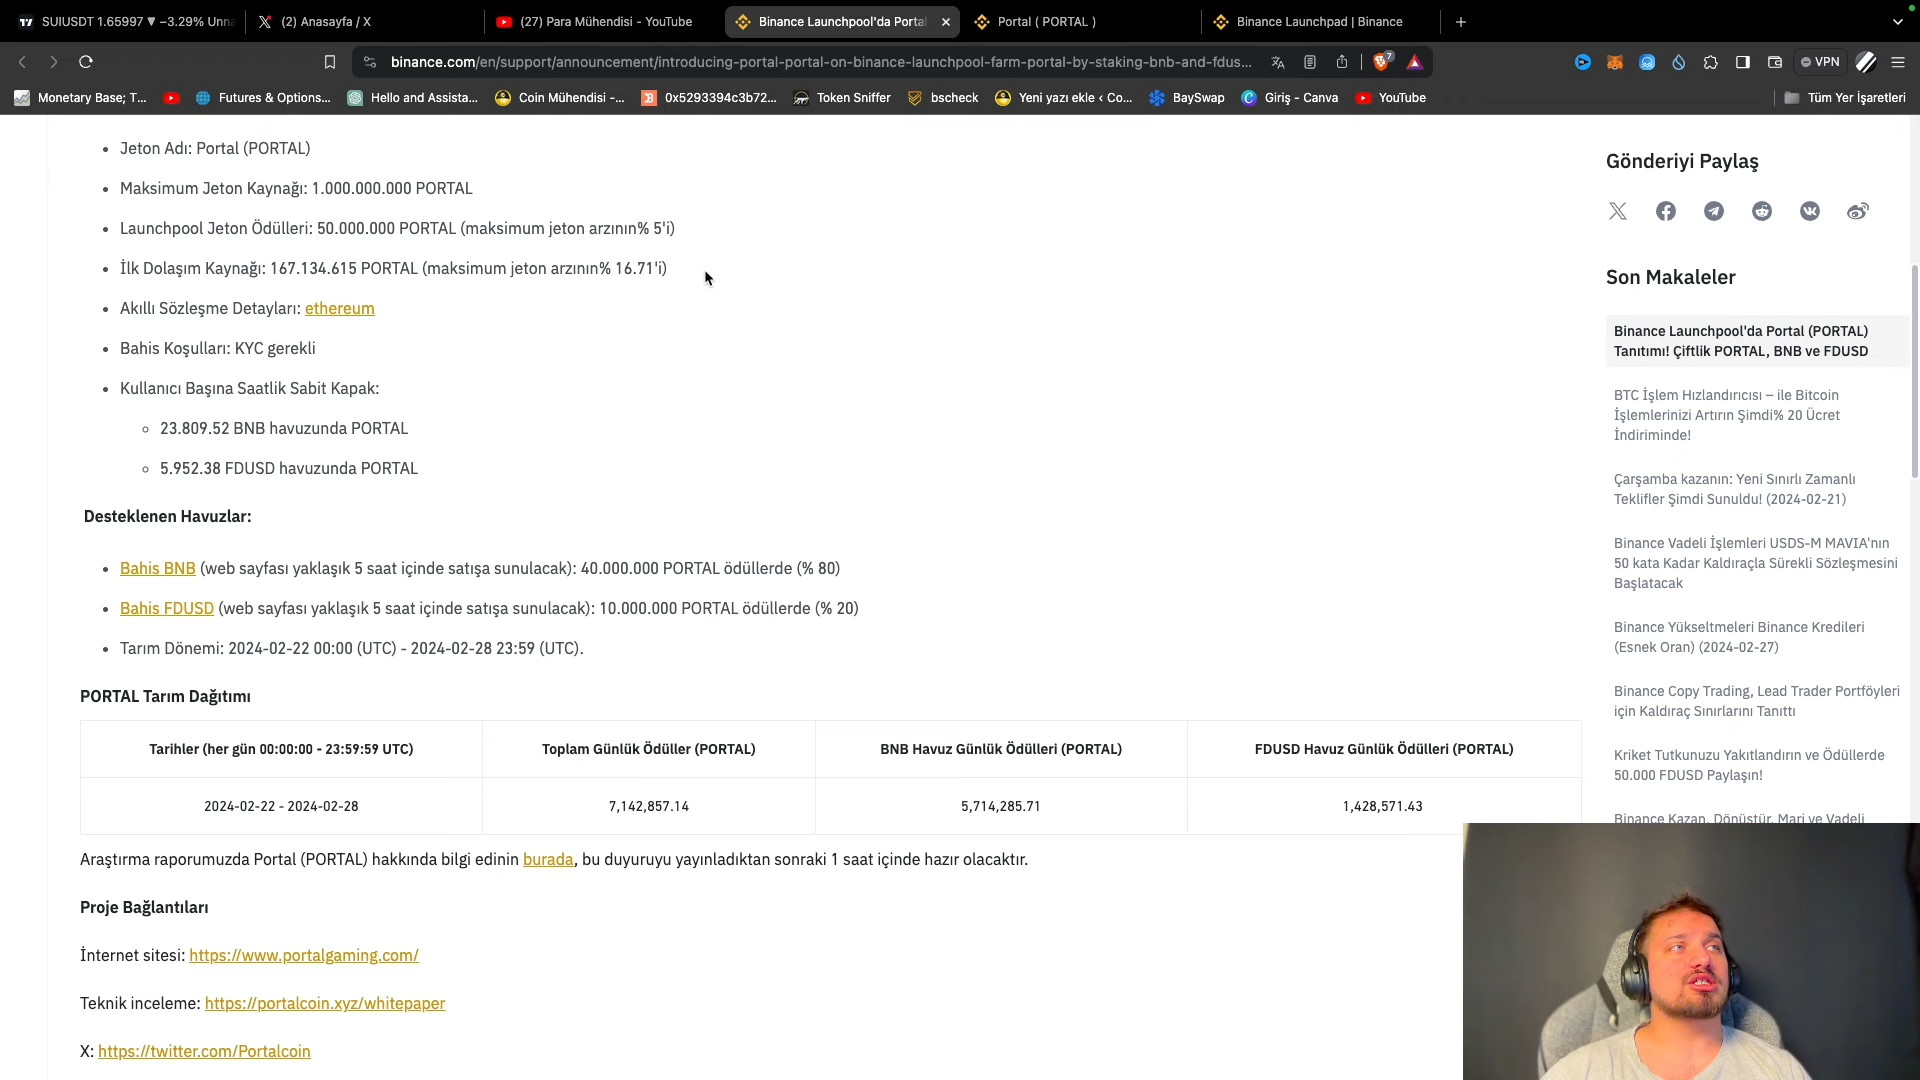 SUIUSDT 1.65997 ▼ −3.29% Unna
(2) Anasayfa / X
(27) Para Mühendisi - YouTube
Binance Launchpool'da Portal
Portal ( PORTAL )
Binance Launchpad | Binance
binance.com/en/support/announcement/introducing-portal-portal-on-binance-launchpool-farm-portal-by-staking-bnb-and-fdus...
7
VPN
Monetary Base; T...
Futures & Options...
Hello and Assista...
Coin Mühendisi -...
0x5293394c3b72...
Token Sniffer
bscheck
Yeni yazı ekle ‹ Co...
BaySwap
Giriş - Canva
YouTube
Tüm Yer İşaretleri
Jeton Adı: Portal (PORTAL)
Maksimum Jeton Kaynağı: 1.000.000.000 PORTAL
Launchpool Jeton Ödülleri: 50.000.000 PORTAL (maksimum jeton arzının% 5'i)
İlk Dolaşım Kaynağı: 167.134.615 PORTAL (maksimum jeton arzının% 16.71'i)
Akıllı Sözleşme Detayları: ethereum
Bahis Koşulları: KYC gerekli
Kullanıcı Başına Saatlik Sabit Kapak:
23.809.52 BNB havuzunda PORTAL
5.952.38 FDUSD havuzunda PORTAL
Desteklenen Havuzlar:
Bahis BNB (web sayfası yaklaşık 5 saat içinde satışa sunulacak): 40.000.000 PORTAL ödüllerde (% 80)
Bahis FDUSD (web sayfası yaklaşık 5 saat içinde satışa sunulacak): 10.000.000 PORTAL ödüllerde (% 20)
Tarım Dönemi: 2024-02-22 00:00 (UTC) - 2024-02-28 23:59 (UTC).
PORTAL Tarım Dağıtımı
Tarihler (her gün 00:00:00 - 23:59:59 UTC)
Toplam Günlük Ödüller (PORTAL)
BNB Havuz Günlük Ödülleri (PORTAL)
FDUSD Havuz Günlük Ödülleri (PORTAL)
2024-02-22 - 2024-02-28
7,142,857.14
5,714,285.71
1,428,571.43
Araştırma raporumuzda Portal (PORTAL) hakkında bilgi edinin burada, bu duyuruyu yayınladıktan sonraki 1 saat içinde hazır olacaktır.
Proje Bağlantıları
İnternet sitesi: https://www.portalgaming.com/
Teknik inceleme: https://portalcoin.xyz/whitepaper
X: https://twitter.com/Portalcoin
Gönderiyi Paylaş
Son Makaleler
Binance Launchpool'da Portal (PORTAL)
Tanıtımı! Çiftlik PORTAL, BNB ve FDUSD
BTC İşlem Hızlandırıcısı – ile Bitcoin
İşlemlerinizi Artırın Şimdi% 20 Ücret
İndiriminde!
Çarşamba kazanın: Yeni Sınırlı Zamanlı
Teklifler Şimdi Sunuldu! (2024-02-21)
Binance Vadeli İşlemleri USDS-M MAVIA'nın
50 kata Kadar Kaldıraçla Sürekli Sözleşmesini
Başlatacak
Binance Yükseltmeleri Binance Kredileri
(Esnek Oran) (2024-02-27)
Binance Copy Trading, Lead Trader Portföyleri
için Kaldıraç Sınırlarını Tanıttı
Kriket Tutkunuzu Yakıtlandırın ve Ödüllerde
50.000 FDUSD Paylaşın!
Binance Kazan, Dönüştür, Marj ve Vadeli